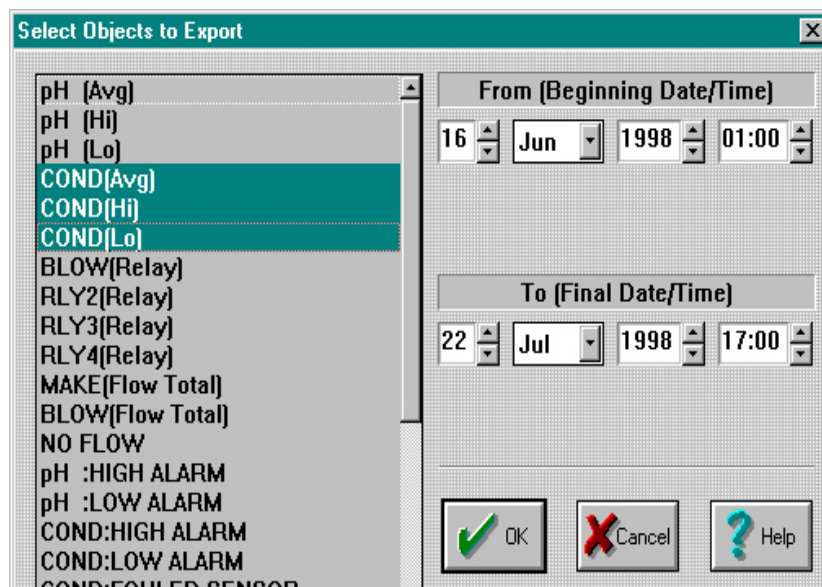 Select Objects to Export
pH (Avg)
pH (Hi)
pH (Lo)
COND(Avg)
COND(Hi)
COND(Lo)
BLOW(Relay)
RLY2(Relay)
RLY3(Relay)
RLY4(Relay)
MAKE(Flow Total)
BLOW(Flow Total)
NO FLOW
pH :HIGH ALARM
pH :LOW ALARM
COND:HIGH ALARM
COND:LOW ALARM
COND:FOULED SENSOR
From (Beginning Date/Time)
16 Jun 1998 01:00
To (Final Date/Time)
22 Jul 1998 17:00
OK Cancel Help